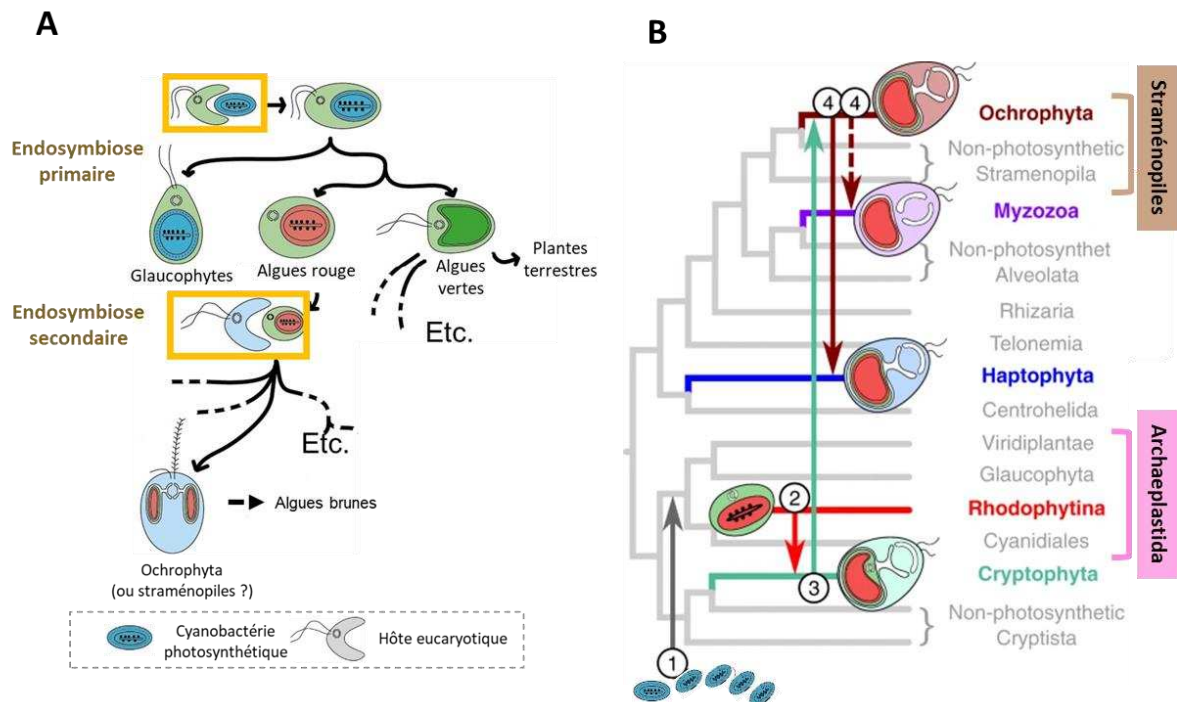 A
Endosymbiose
primaire
Glaucophytes
Algues rouge
Algues
vertes
Plantes
terrestres
Endosymbiose
secondaire
Etc.
Etc.
Algues brunes
Ochrophyta
(ou straménopiles ?)
Cyanobactérie
photosynthétique
Hôte eucaryotique
B
4
4
Ochrophyta
Non-photosynthetic
Stramenopila
Straménopiles
Myzozoa
Non-photosynthet
Alveolata
Rhizaria
Telonemia
Haptophyta
Centrohelida
Viridiplantae
Glaucophyta
2
Rhodophytina
Cyanidiales
Archaeplastida
3
Cryptophyta
Non-photosynthetic
Cryptista
1